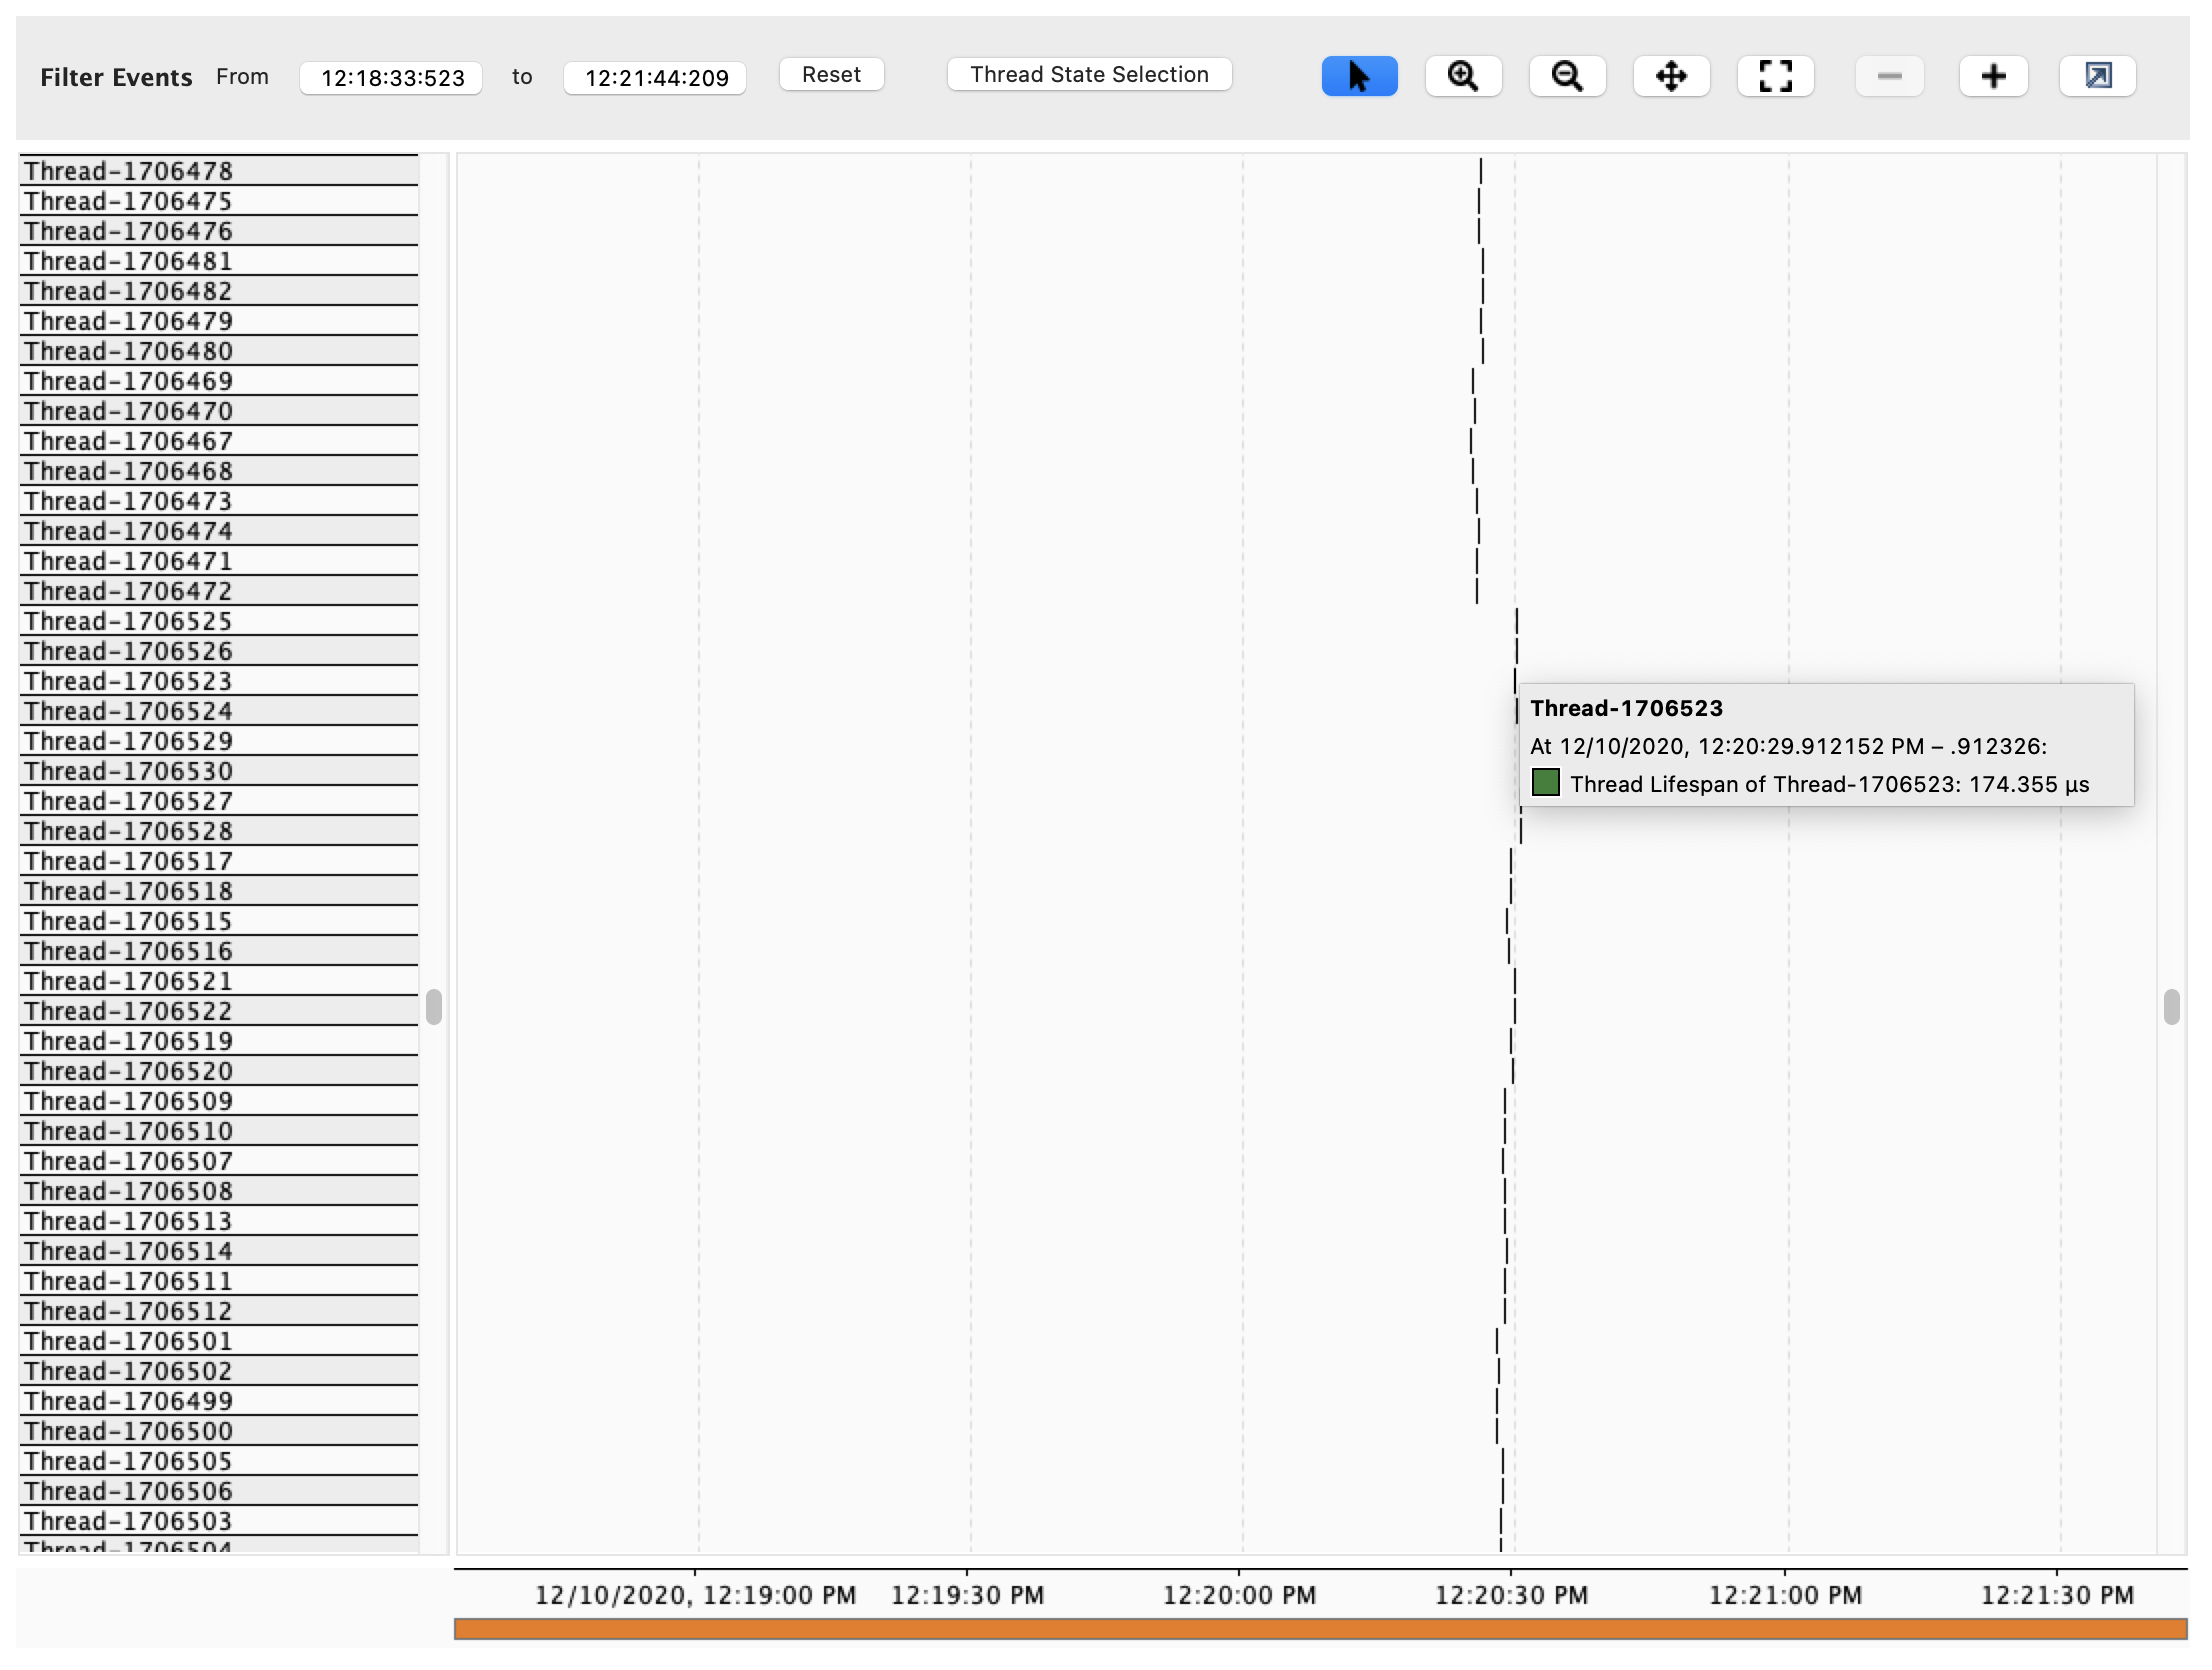 Filter Events From 12:18:33:523 to 12:21:44:209 Reset Thread State Selection
Thread-1706478
Thread-1706475
Thread-1706476
Thread-1706481
Thread-1706482
Thread-1706479
Thread-1706480
Thread-1706469
Thread-1706470
Thread-1706467
Thread-1706468
Thread-1706473
Thread-1706474
Thread-1706471
Thread-1706472
Thread-1706525
Thread-1706526
Thread-1706523
Thread-1706524
Thread-1706529
Thread-1706530
Thread-1706527
Thread-1706528
Thread-1706517
Thread-1706518
Thread-1706515
Thread-1706516
Thread-1706521
Thread-1706522
Thread-1706519
Thread-1706520
Thread-1706509
Thread-1706510
Thread-1706507
Thread-1706508
Thread-1706513
Thread-1706514
Thread-1706511
Thread-1706512
Thread-1706501
Thread-1706502
Thread-1706499
Thread-1706500
Thread-1706505
Thread-1706506
Thread-1706503
Thread-1706504
Thread-1706523
At 12/10/2020, 12:20:29.912152 PM – .912326:
Thread Lifespan of Thread-1706523: 174.355 µs
12/10/2020, 12:19:00 PM 12:19:30 PM 12:20:00 PM 12:20:30 PM 12:21:00 PM 12:21:30 PM